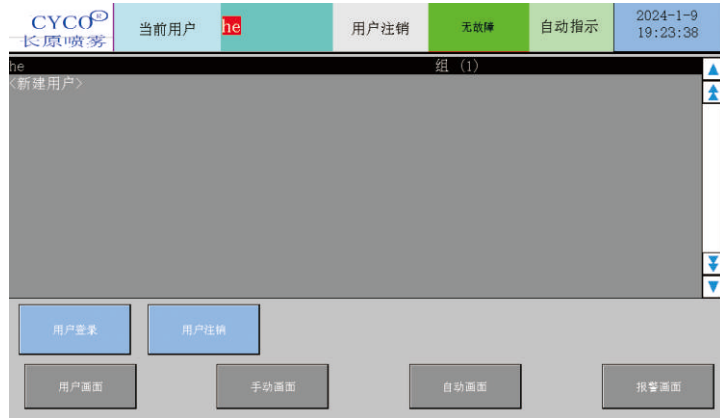 CYCO®
长原喷雾
当前用户
he
用户注销
无故障
自动指示
2024-1-9
19:23:38
he 组 (1)
<新建用户>
用户登录
用户注销
用户画面
手动画面
自动画面
报警画面